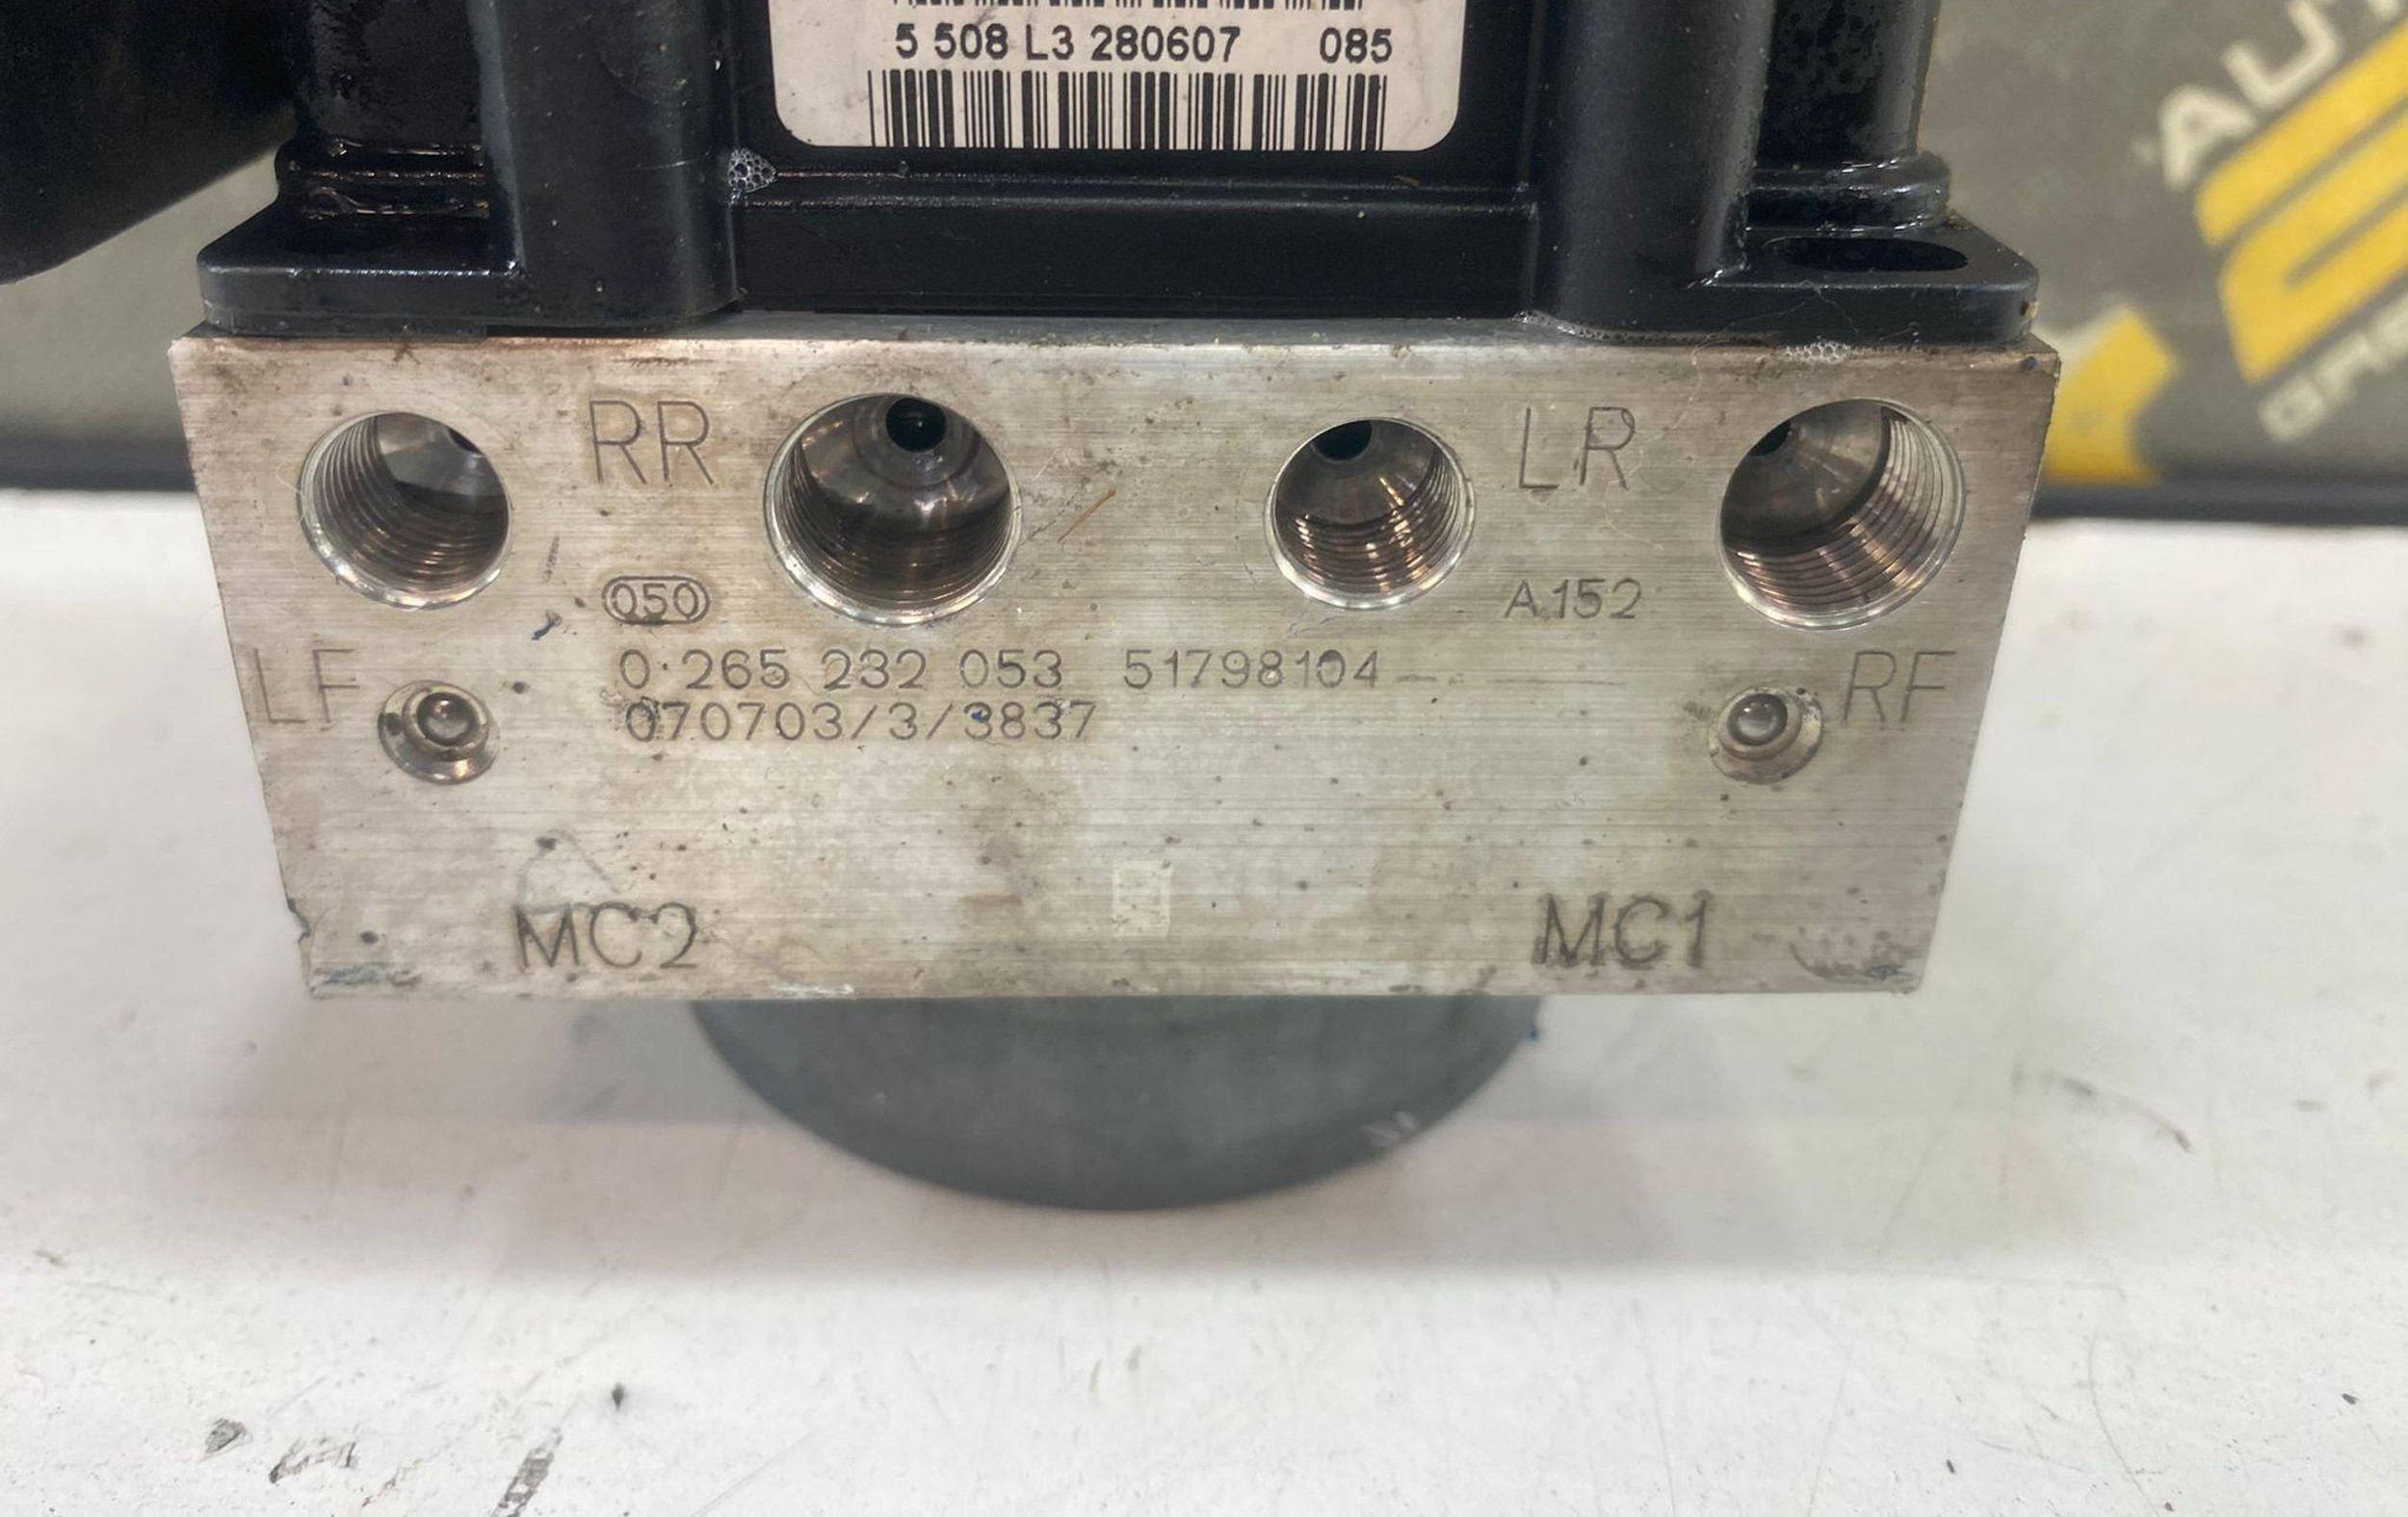 5 508 L3 280607 085
RR LR
050 A152
LF RF
0 265 232 053 51798104
070703/3/3837
MC2 MC1